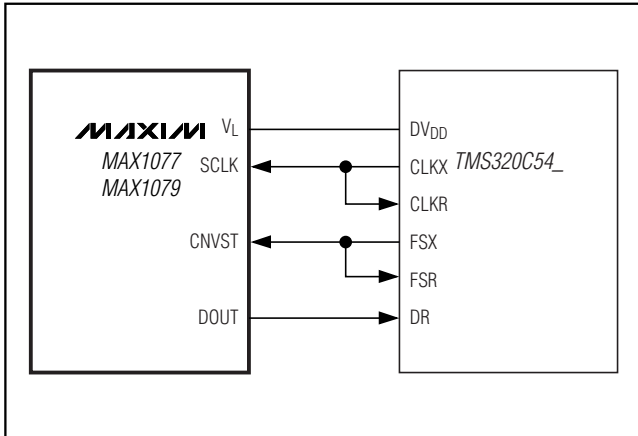 MAXIM
MAX1077
MAX1079
VL
SCLK
CNVST
DOUT
DVDD
CLKX
CLKR
FSX
FSR
DR
TMS320C54_